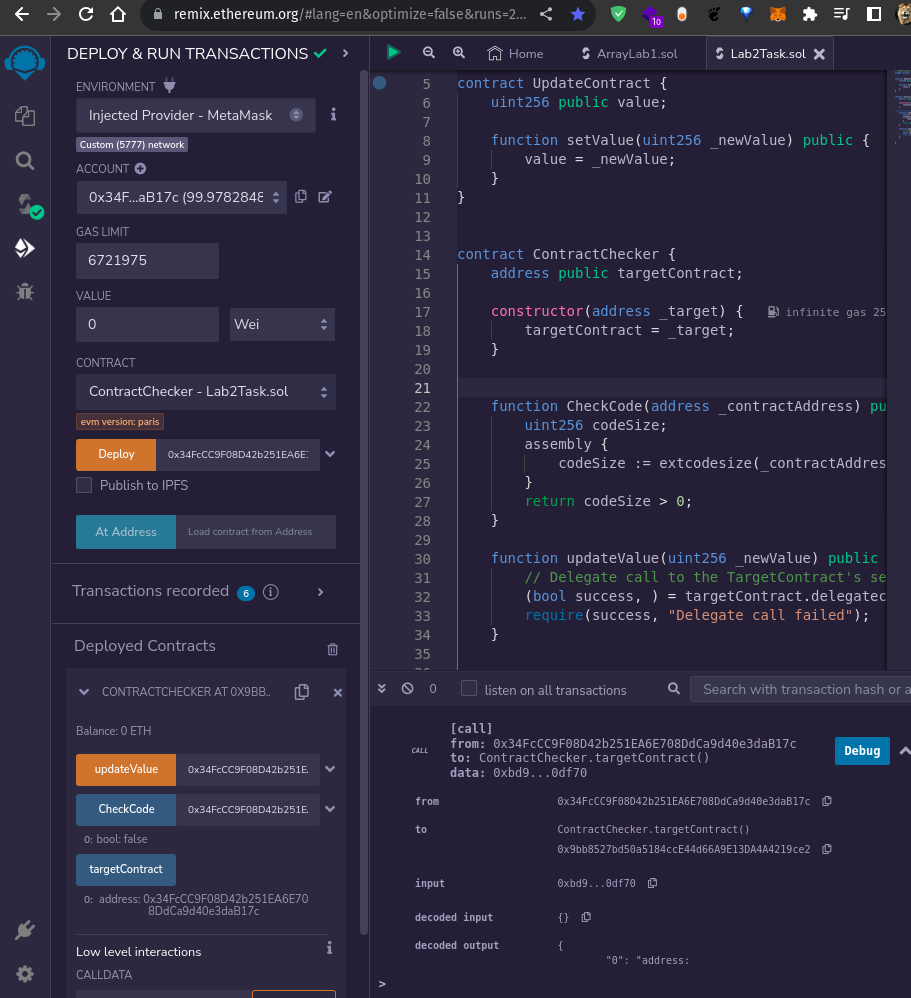 remix.ethereum.org/#lang=en&optimize=false&runs=2...
10
DEPLOY & RUN TRANSACTIONS
ENVIRONMENT
Injected Provider - MetaMask
Custom (5777) network
ACCOUNT
0x34F...aB17c (99.9782848
GAS LIMIT
6721975
VALUE
0
Wei
CONTRACT
ContractChecker - Lab2Task.sol
evm version: paris
Deploy
0x34FcCC9F08D42b251EA6E
Publish to IPFS
At Address
Load contract from Address
Transactions recorded 6
Deployed Contracts
CONTRACTCHECKER AT 0X9BB..
Balance: 0 ETH
updateValue
0x34FcCC9F08D42b251E.
CheckCode
0x34FcCC9F08D42b251E.
0: bool: false
targetContract
0: address: 0x34FcCC9F08D42b251EA6E70
8DdCa9d40e3daB17c
Low level interactions
CALLDATA
Home
ArrayLab1.sol
Lab2Task.sol
5 contract UpdateContract {
6 uint256 public value;
7
8 function setValue(uint256 _newValue) public {
9 value = _newValue;
10 }
11 }
12
13
14 contract ContractChecker {
15 address public targetContract;
16
17 constructor(address _target) { infinite gas 25
18 targetContract = _target;
19 }
20
21
22 function CheckCode(address _contractAddress) pu
23 uint256 codeSize;
24 assembly {
25 codeSize := extcodesize(_contractAddres
26 }
27 return codeSize > 0;
28 }
29
30 function updateValue(uint256 _newValue) public
31 // Delegate call to the TargetContract's se
32 (bool success, ) = targetContract.delegatec
33 require(success, "Delegate call failed");
34 }
35
0
listen on all transactions
Search with transaction hash or a
CALL
[call]
from: 0x34FcCC9F08D42b251EA6E708DdCa9d40e3daB17c
to: ContractChecker.targetContract()
data: 0xbd9...0df70
Debug
from 0x34FcCC9F08D42b251EA6E708DdCa9d40e3daB17c
to ContractChecker.targetContract()
0x9bb8527bd50a5184ccE44d66A9E13DA4A4219ce2
input 0xbd9...0df70
decoded input {}
decoded output {
"0": "address:
>